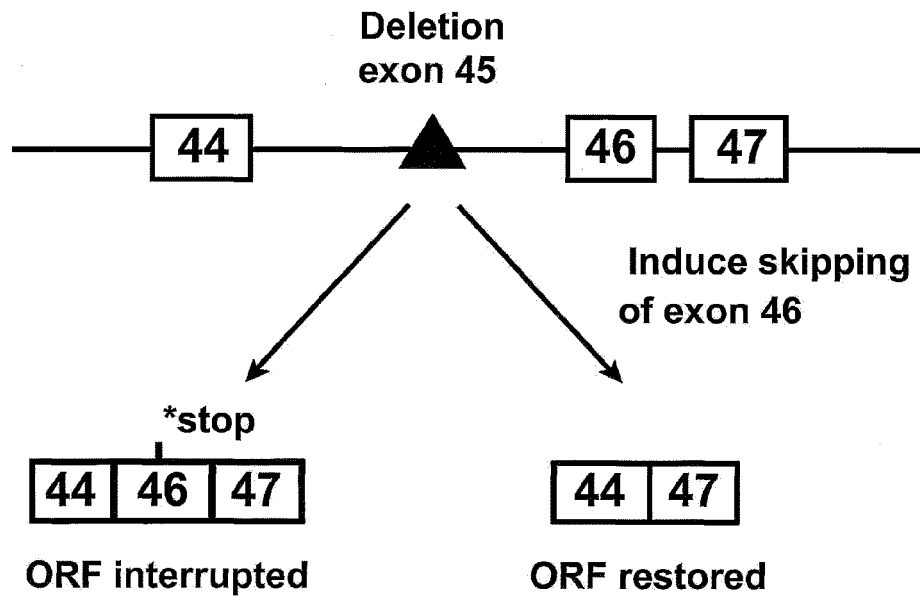 Deletion
exon 45
44
46
47
Induce skipping
of exon 46
*stop
44 46 47
44 47
ORF interrupted
ORF restored